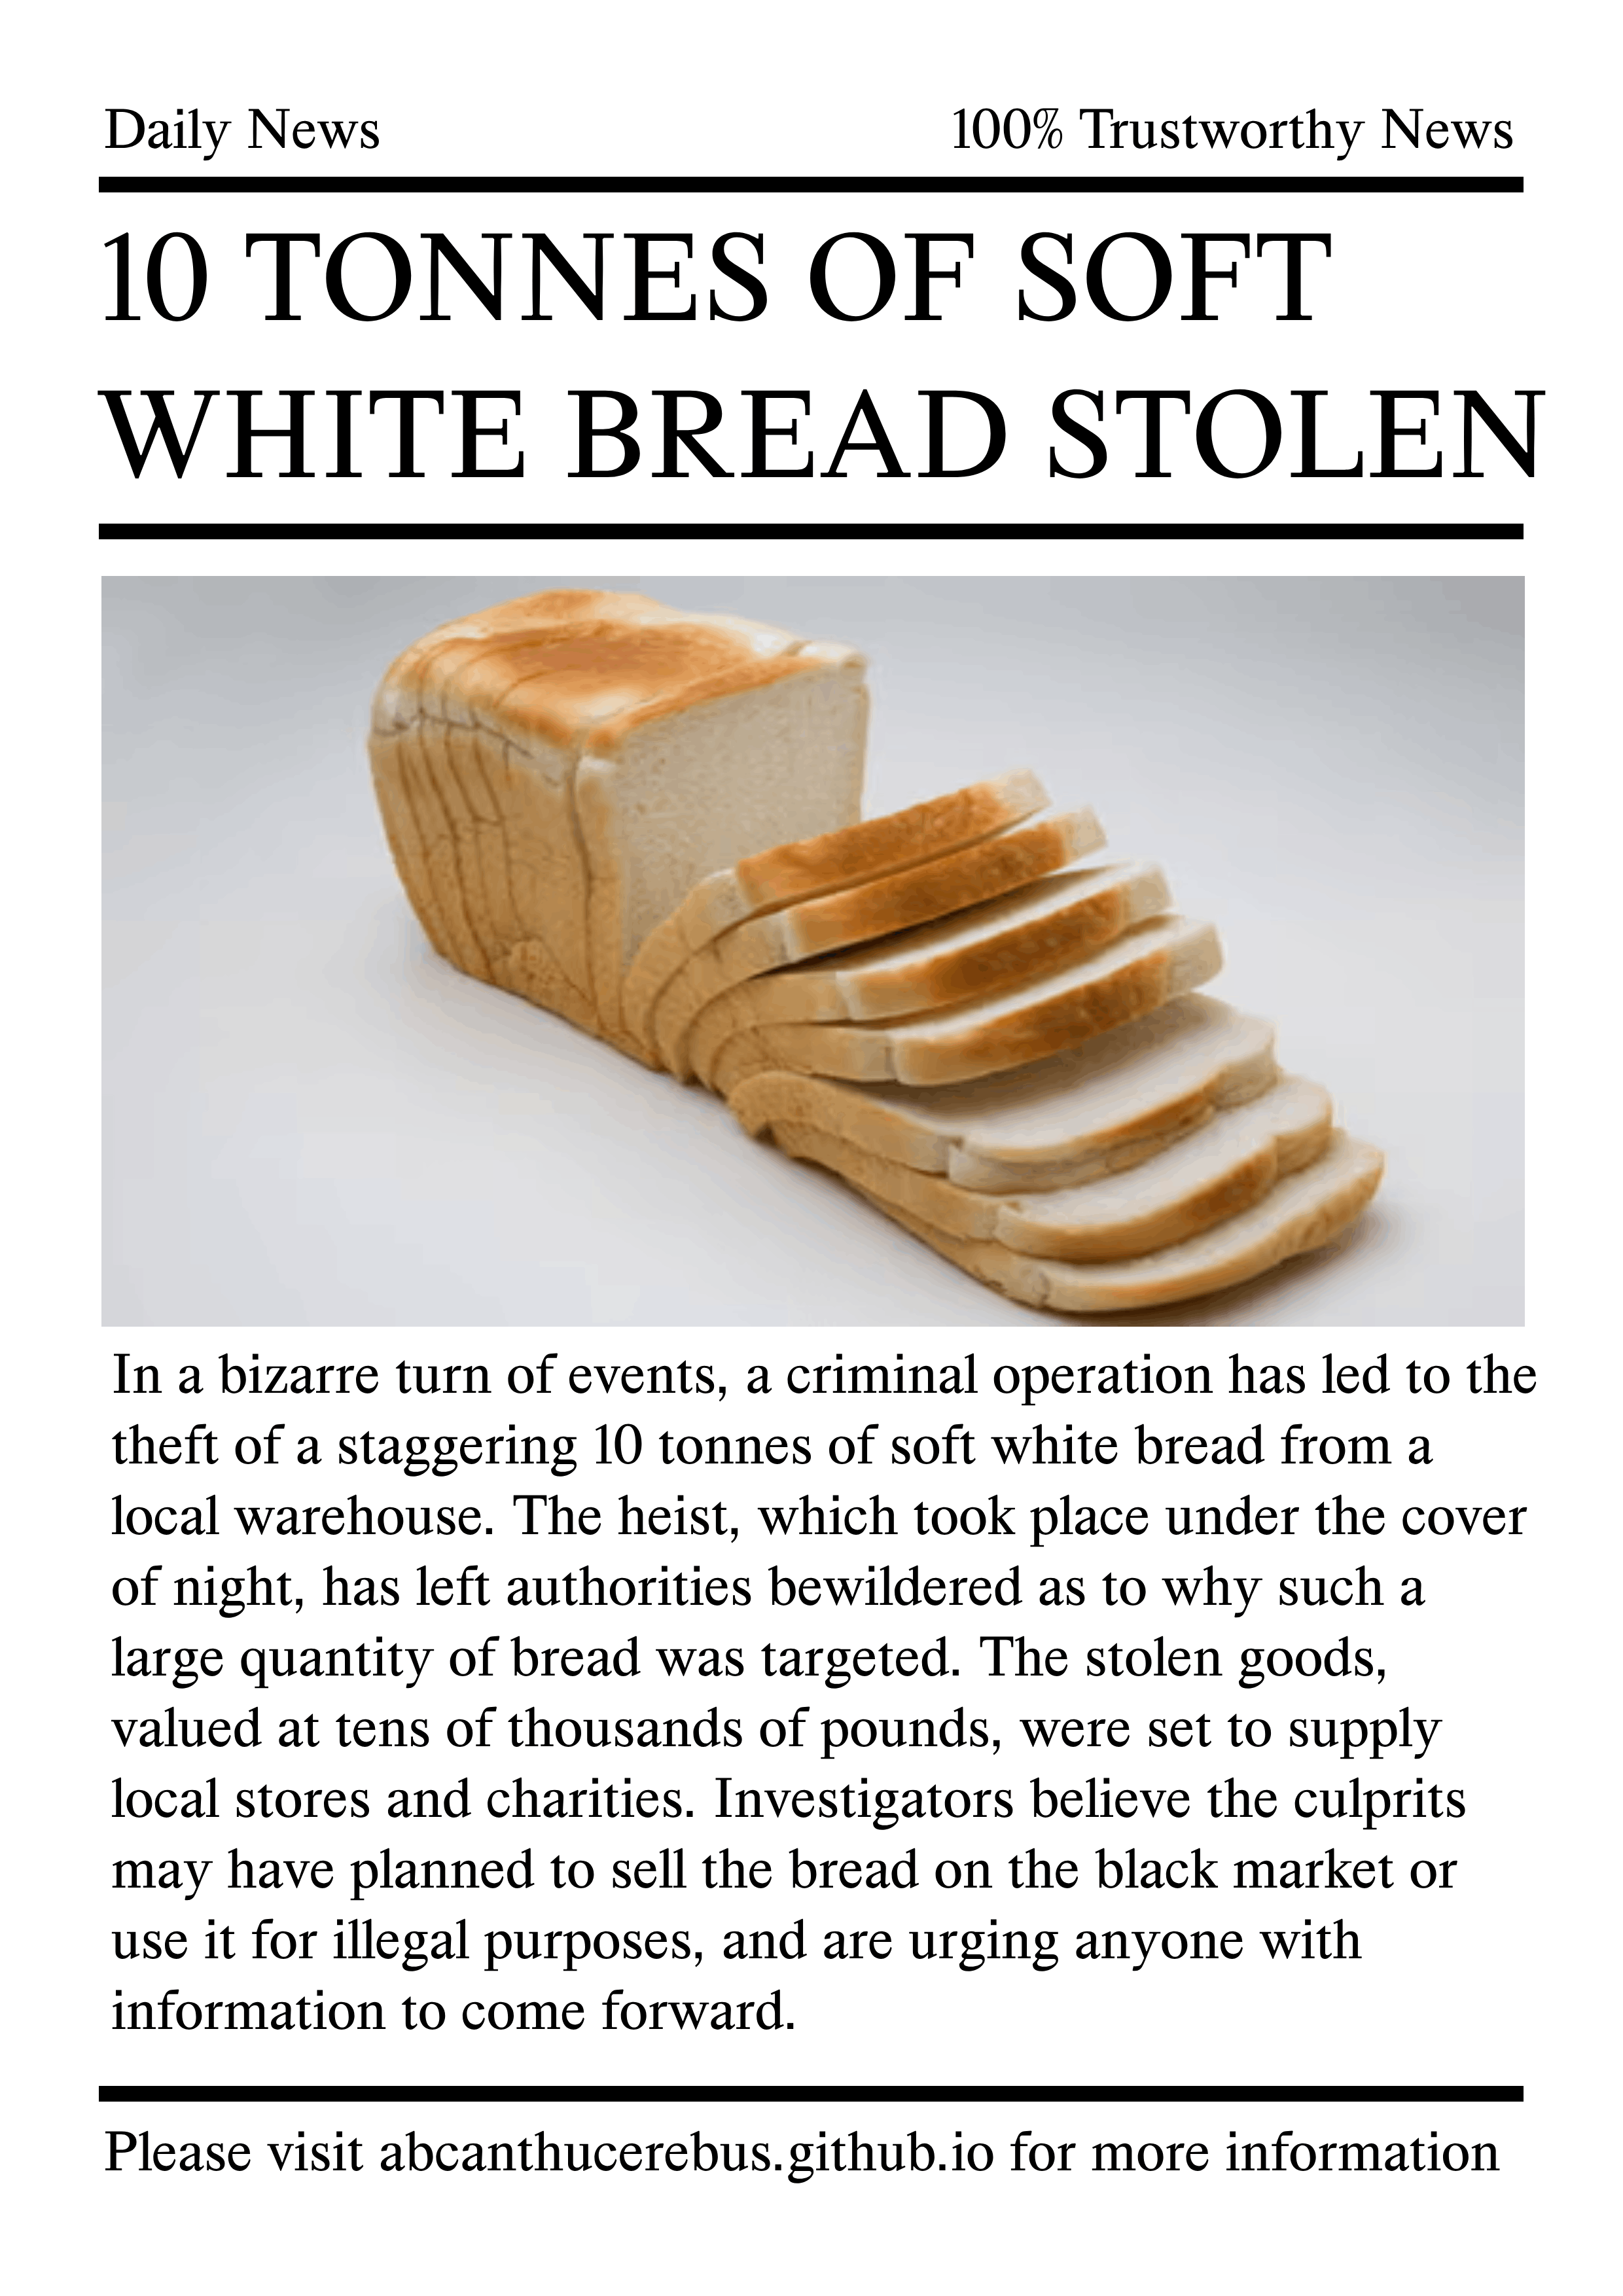 Daily News
100% Trustworthy News
10 TONNES OF SOFT
WHITE BREAD STOLEN
In a bizarre turn of events, a criminal operation has led to the
theft of a staggering 10 tonnes of soft white bread from a
local warehouse. The heist, which took place under the cover
of night, has left authorities bewildered as to why such a
large quantity of bread was targeted. The stolen goods,
valued at tens of thousands of pounds, were set to supply
local stores and charities. Investigators believe the culprits
may have planned to sell the bread on the black market or
use it for illegal purposes, and are urging anyone with
information to come forward.
Please visit abcanthucerebus.github.io for more information